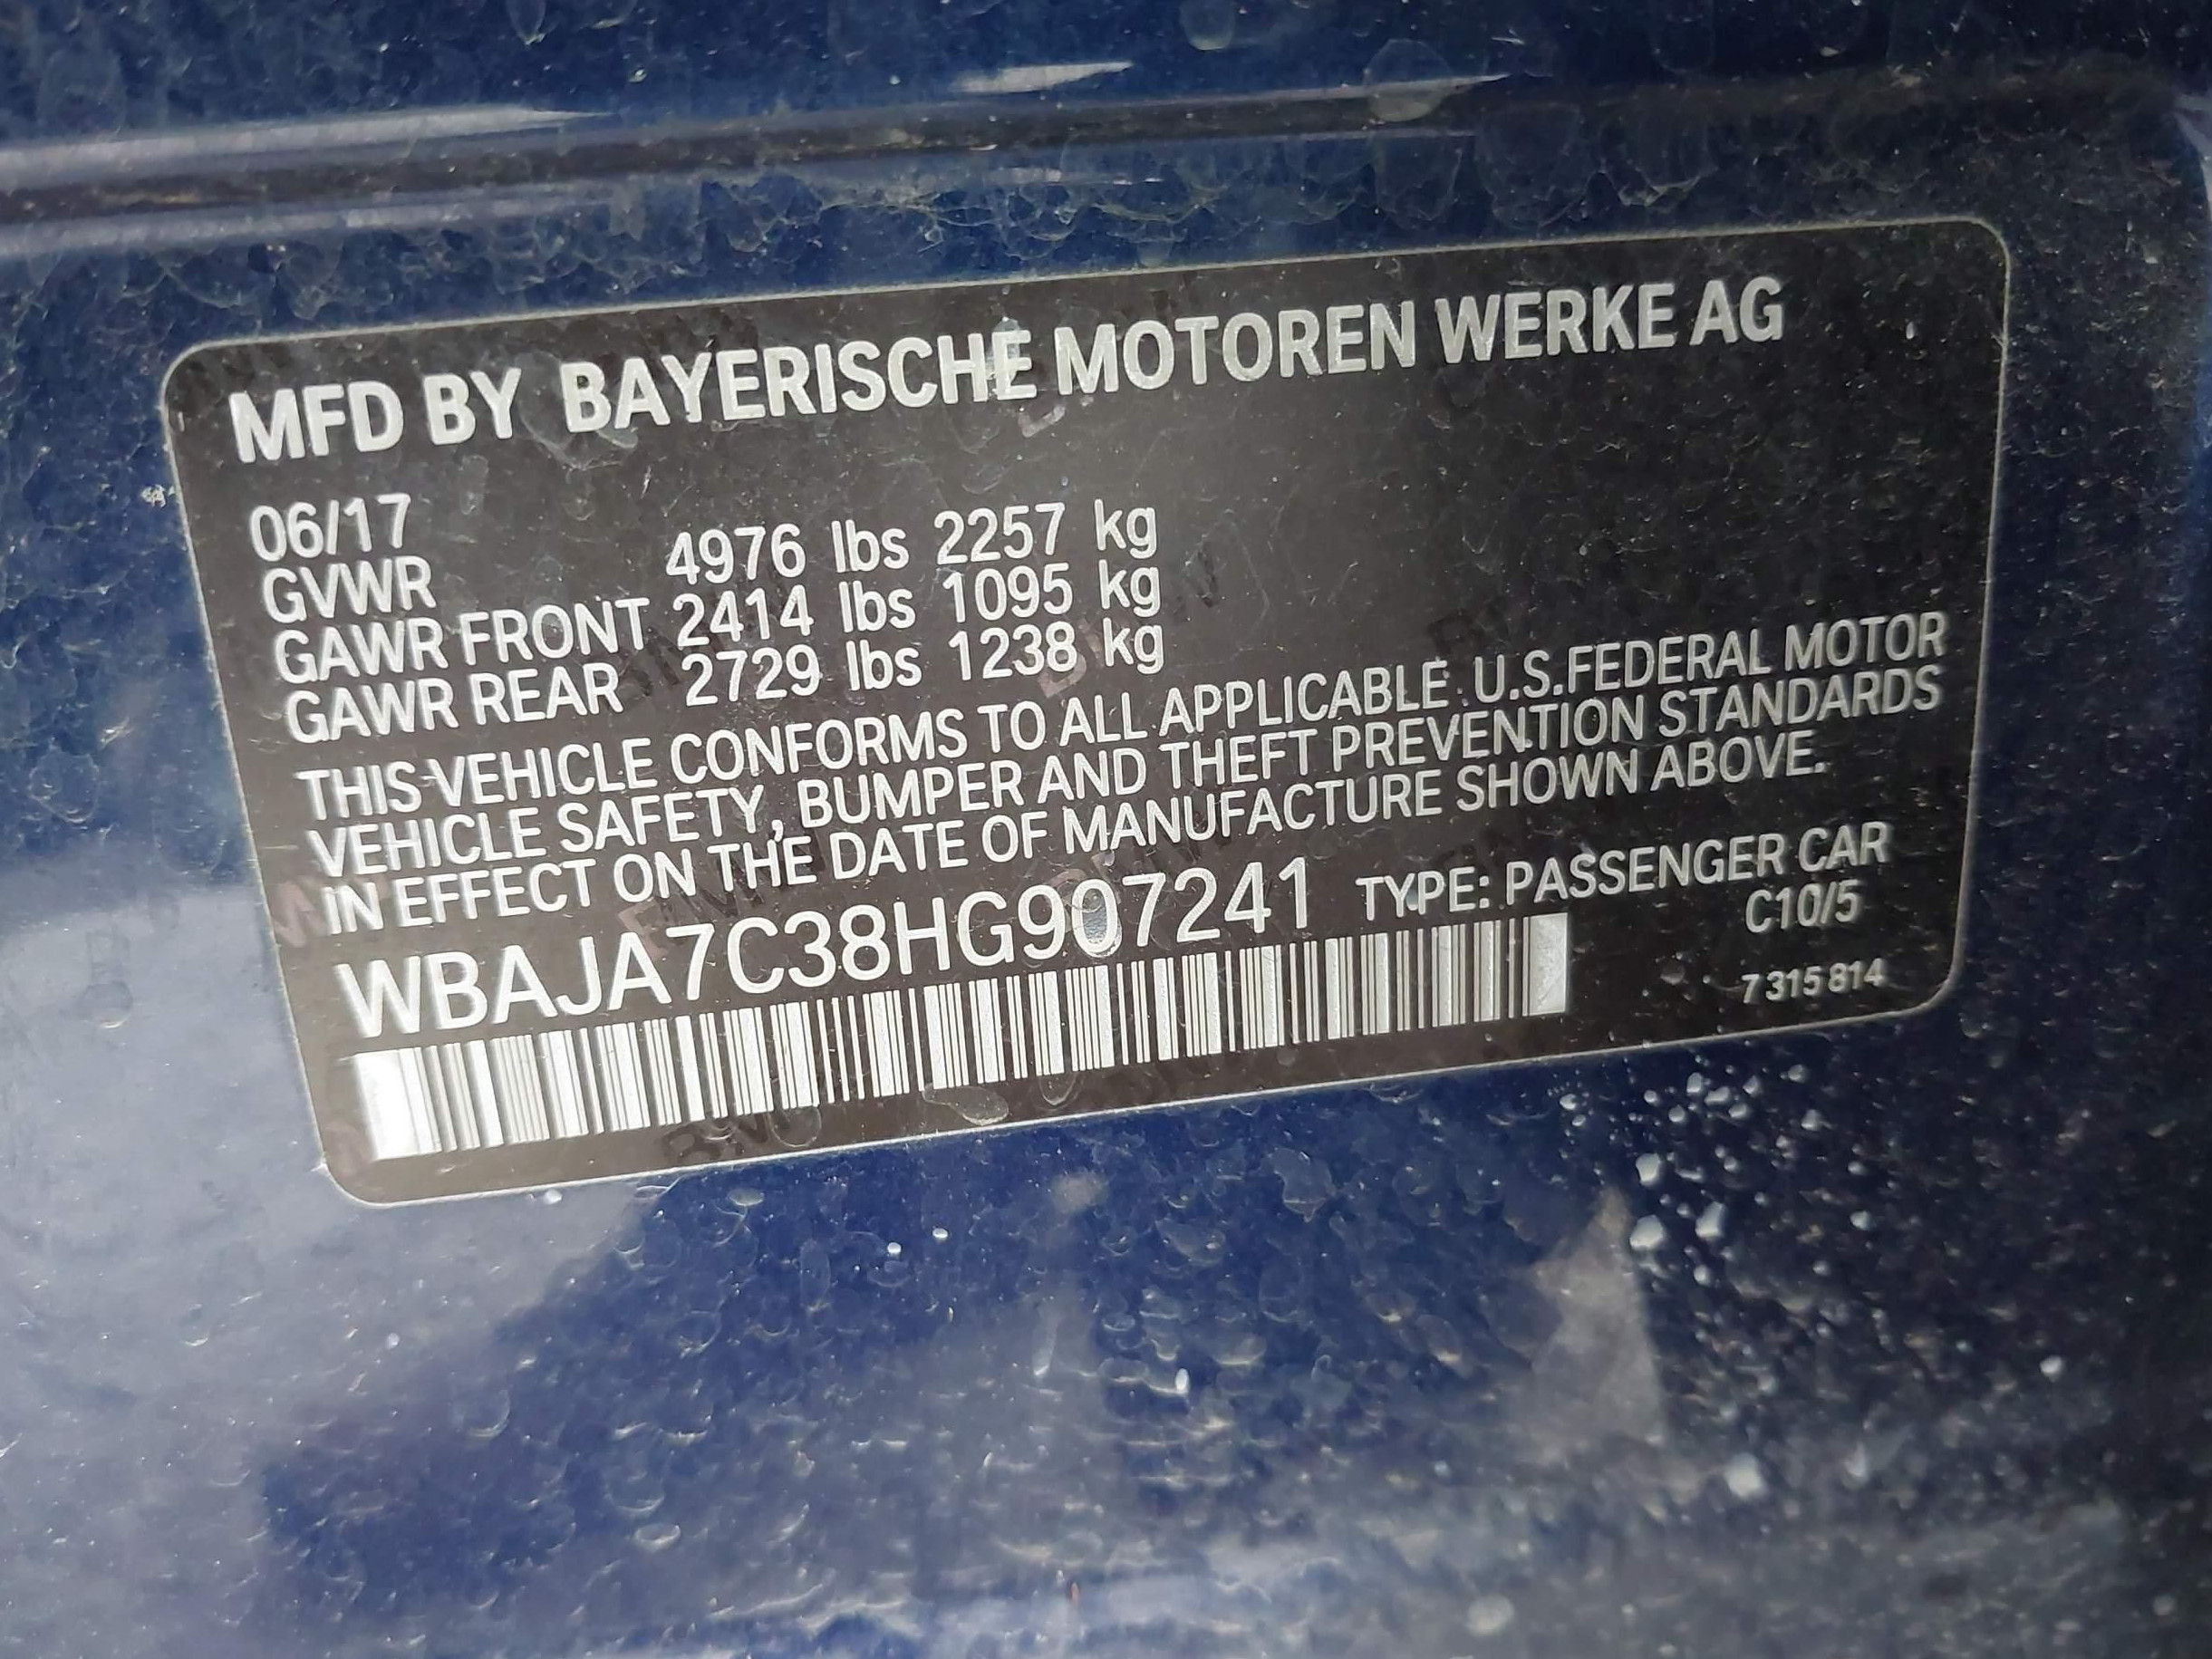 MFD BY BAYERISCHE MOTOREN WERKE AG
06/17
GVWR 4976 lbs 2257 kg
GAWR FRONT 2414 lbs 1095 kg
GAWR REAR 2729 lbs 1238 kg
THIS VEHICLE CONFORMS TO ALL APPLICABLE U.S.FEDERAL MOTOR
VEHICLE SAFETY, BUMPER AND THEFT PREVENTION STANDARDS
IN EFFECT ON THE DATE OF MANUFACTURE SHOWN ABOVE.
WBAJA7C38HG907241 TYPE: PASSENGER CAR
C10/5
7 315 814